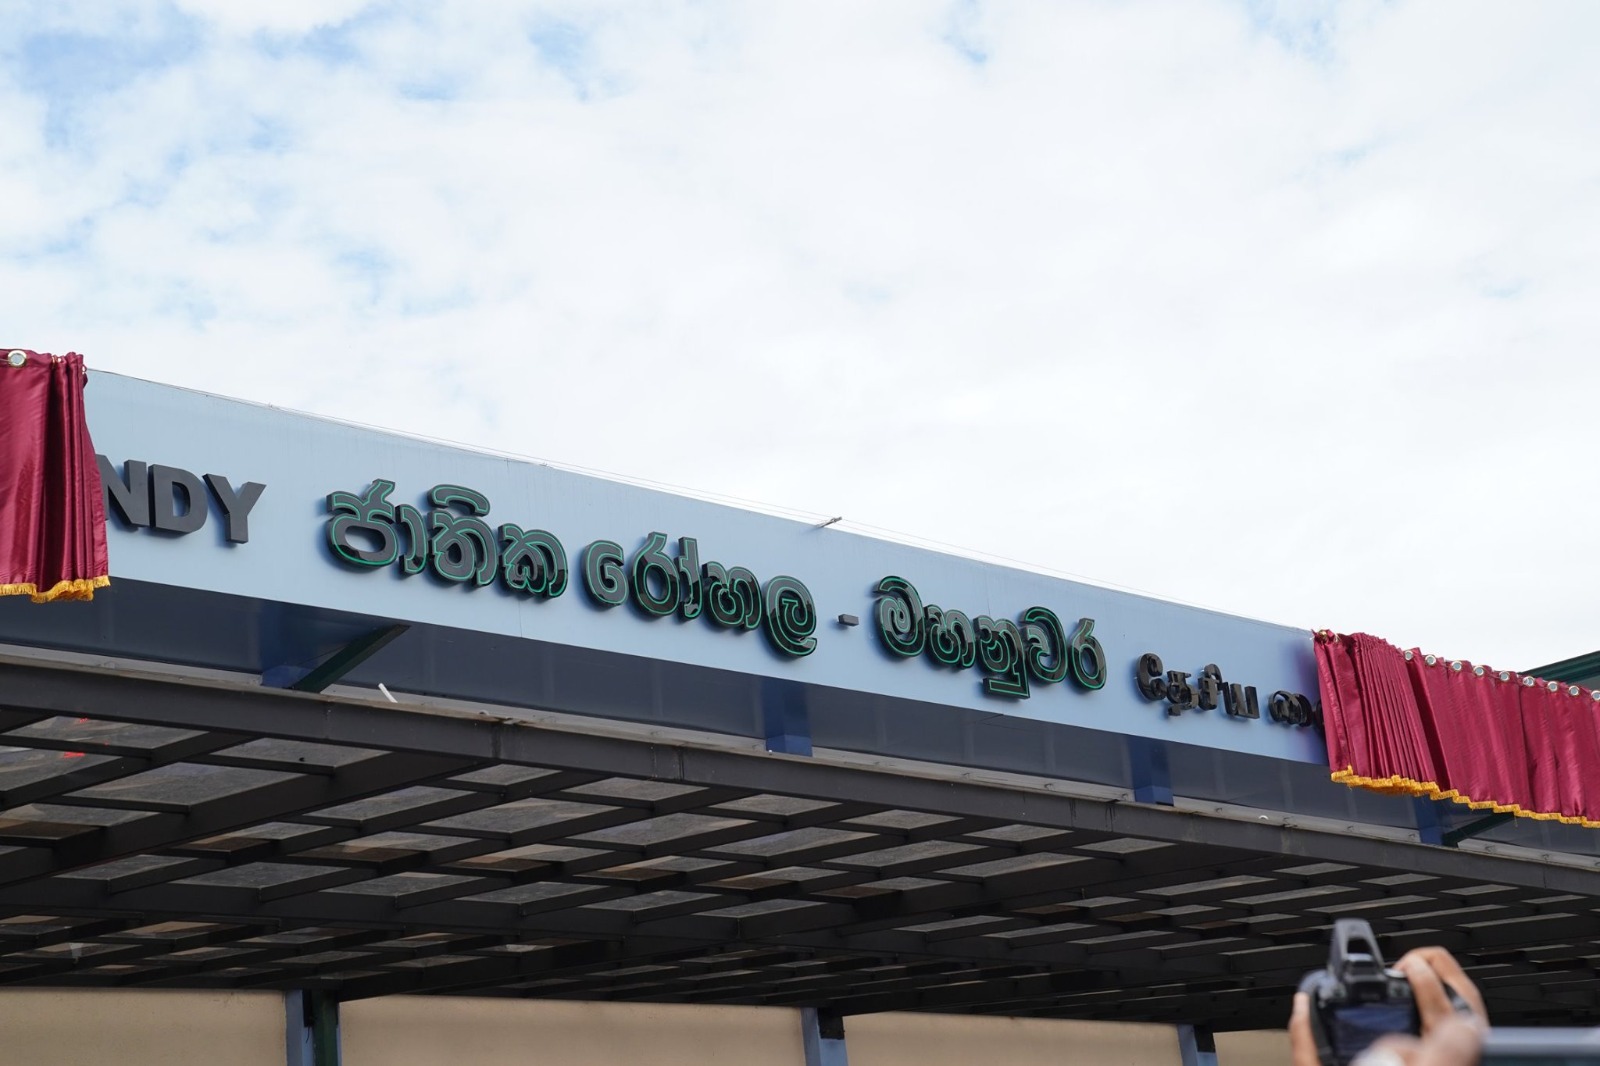 NDY ජාතික රෝහල - මහනුවර தேசிய